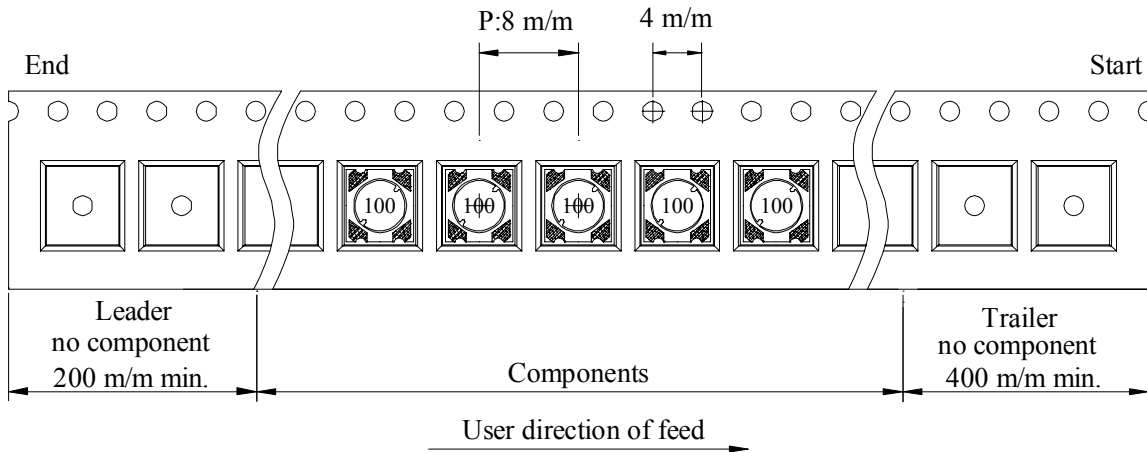 P:8 m/m
4 m/m
End
Start
100
100
100
100
100
Leader
no component
200 m/m min.
Components
Trailer
no component
400 m/m min.
User direction of feed